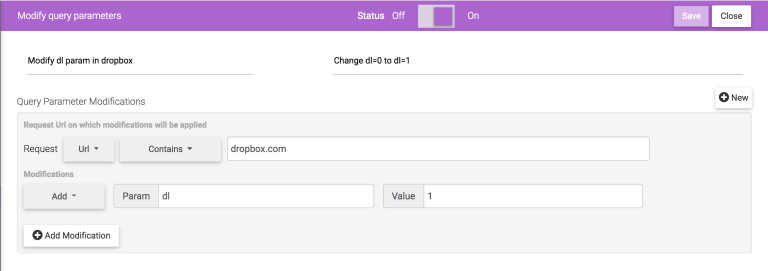 Modify query parameters Status Off On Save Close
Modify dl param in dropbox Change dl=0 to dl=1
Query Parameter Modifications New
Request Url on which modifications will be applied
Request Url Contains dropbox.com
Modifications
Add Param dl Value 1
Add Modification